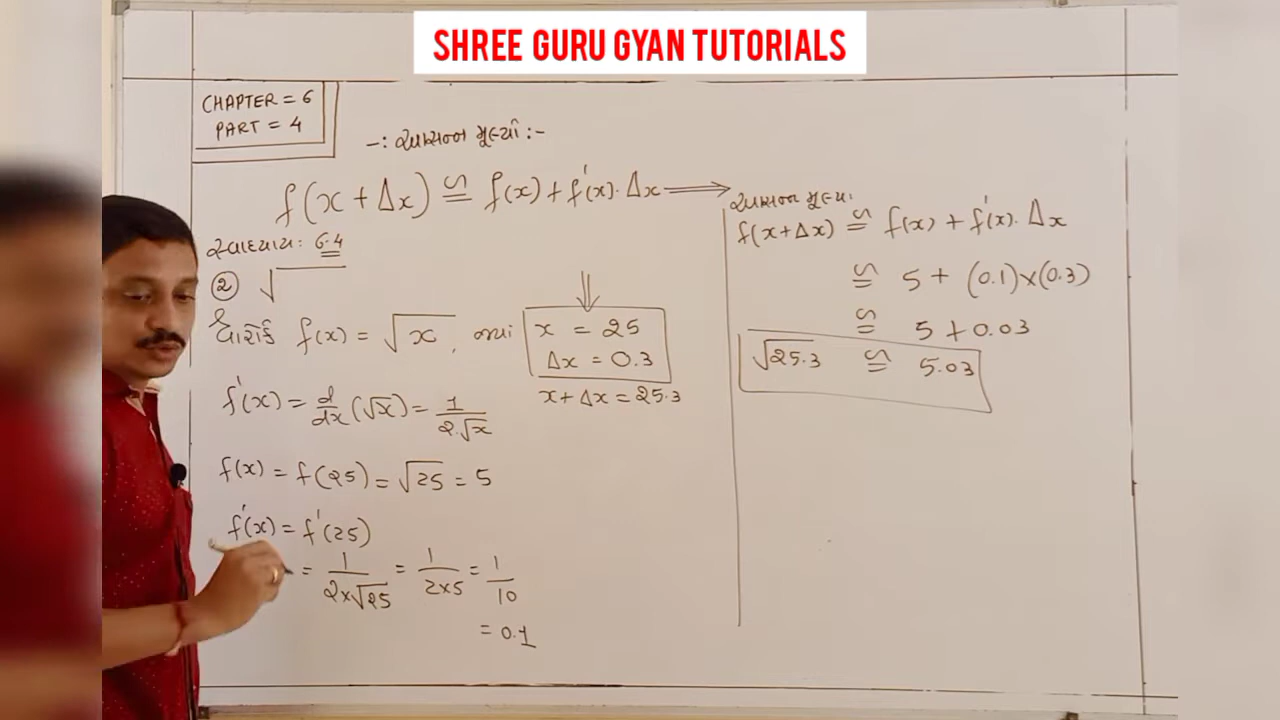 SHREE GURU GYAN TUTORIALS
CHAPTER = 6
PART = 4
-: આસન્ન મૂલ્યો :-
f(x + Δx) ≅ f(x) + f'(x). Δx ⟹
સ્વાધ્યાય: 6.4
② √
ધારો કે f(x) = √x, જ્યાં
x = 25
Δx = 0.3
x + Δx = 25.3
f'(x) = d/dx (√x) = 1/2.√x
f(x) = f(25) = √25 = 5
f'(x) = f'(25)
= 1/2×√25 = 1/2×5 = 1/10
= 0.1
આસન્ન મૂલ્ય:
f(x+Δx) ≅ f(x) + f'(x). Δx
≅ 5 + (0.1)×(0.3)
≅ 5 + 0.03
√25.3 ≅ 5.03